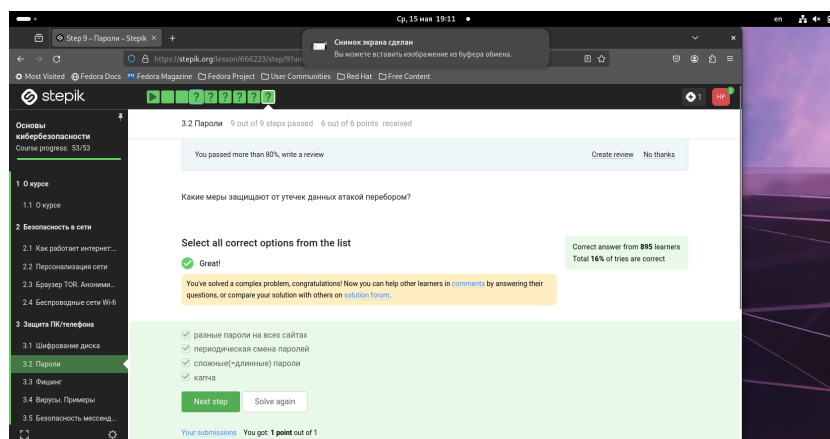 Ср, 15 мая 19:11
en
Step 9 – Пароли – Stepik
Снимок экрана сделан
Вы можете вставить изображение из буфера обмена.
https://stepik.org/lesson/666223/step/9?un
Most Visited Fedora Docs Fedora Magazine Fedora Project User Communities Red Hat Free Content
stepik
? ? ? ? ? ? ?
1 HP
Основы кибербезопасности
Course progress: 53/53
1 О курсе
1.1 О курсе
2 Безопасность в сети
2.1 Как работает интернет:...
2.2 Персонализация сети
2.3 Браузер TOR. Анонимн...
2.4 Беспроводные сети Wi-fi
3 Защита ПК/телефона
3.1 Шифрование диска
3.2 Пароли
3.3 Фишинг
3.4 Вирусы. Примеры
3.5 Безопасность мессенд...
3.2 Пароли 9 out of 9 steps passed 6 out of 6 points received
You passed more than 80%, write a review
Create review No thanks
Какие меры защищают от утечек данных атакой перебором?
Select all correct options from the list
Great!
Correct answer from 895 learners
Total 16% of tries are correct
You've solved a complex problem, congratulations! Now you can help other learners in comments by answering their
questions, or compare your solution with others on solution forum.
разные пароли на всех сайтах
периодическая смена паролей
сложные(=длинные) пароли
капча
Next step Solve again
Your submissions You got: 1 point out of 1